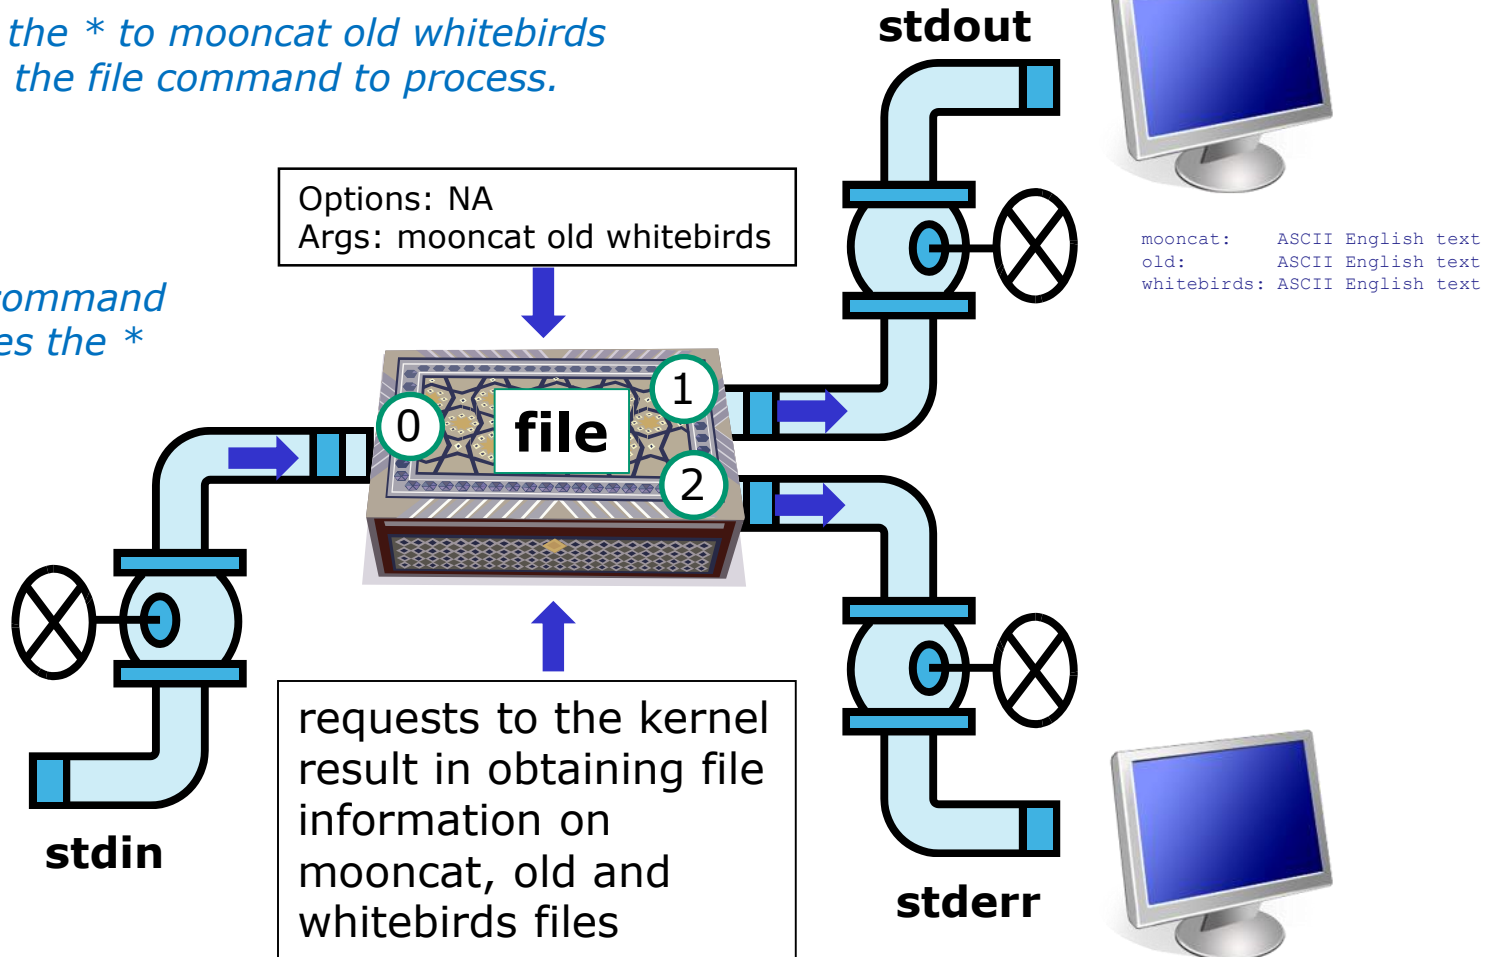 the * to mooncat old whitebirds
the file command to process.
stdout
Options: NA
Args: mooncat old whitebirds
mooncat:    ASCII English text
old:        ASCII English text
whitebirds: ASCII English text
command
es the *
0
file
1
2
stdin
requests to the kernel
result in obtaining file
information on
mooncat, old and
whitebirds files
stderr